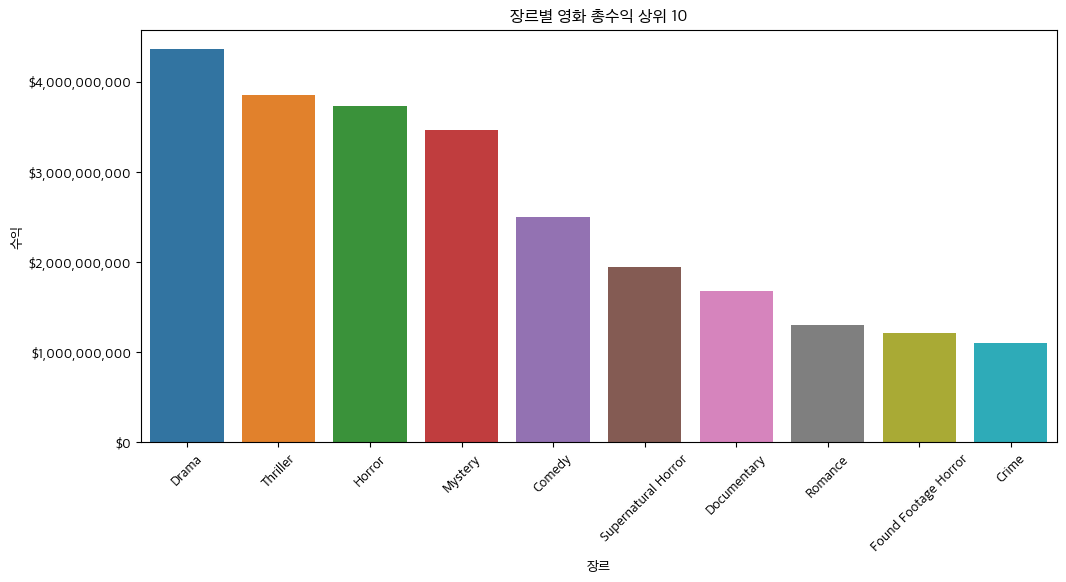 장르별 영화 총수익 상위 10
수익
$4,000,000,000
$3,000,000,000
$2,000,000,000
$1,000,000,000
$0
Drama
Thriller
Horror
Mystery
Comedy
Supernatural Horror
Documentary
Romance
Found Footage Horror
Crime
장르